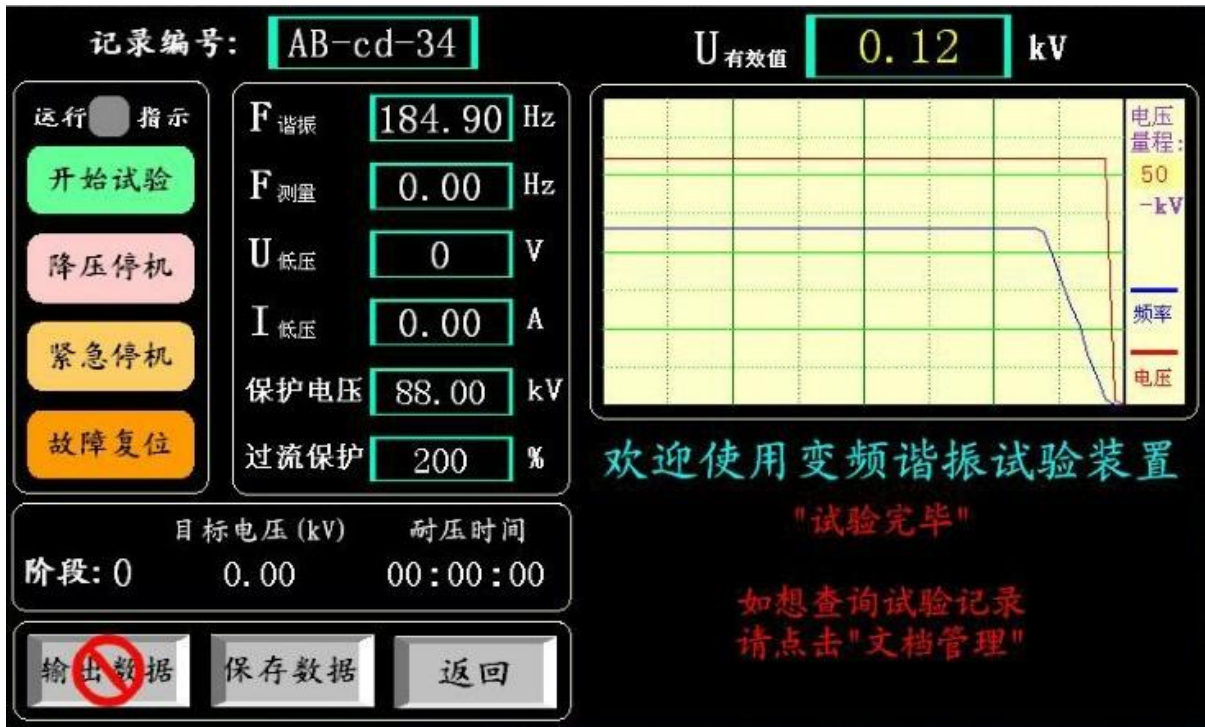 记录编号: AB-cd-34
U有效值 0.12 kV
运行 指示
开始试验
降压停机
紧急停机
故障复位
F谐振 184.90 Hz
F测量 0.00 Hz
U低压 0 V
I低压 0.00 A
保护电压 88.00 kV
过流保护 200 %
电压
量程:
50
-kV
频率
电压
欢迎使用变频谐振试验装置
"试验完毕"
如想查询试验记录
请点击"文档管理"
目标电压(kV) 耐压时间
阶段: 0 0.00 00:00:00
输出数据 保存数据 返回